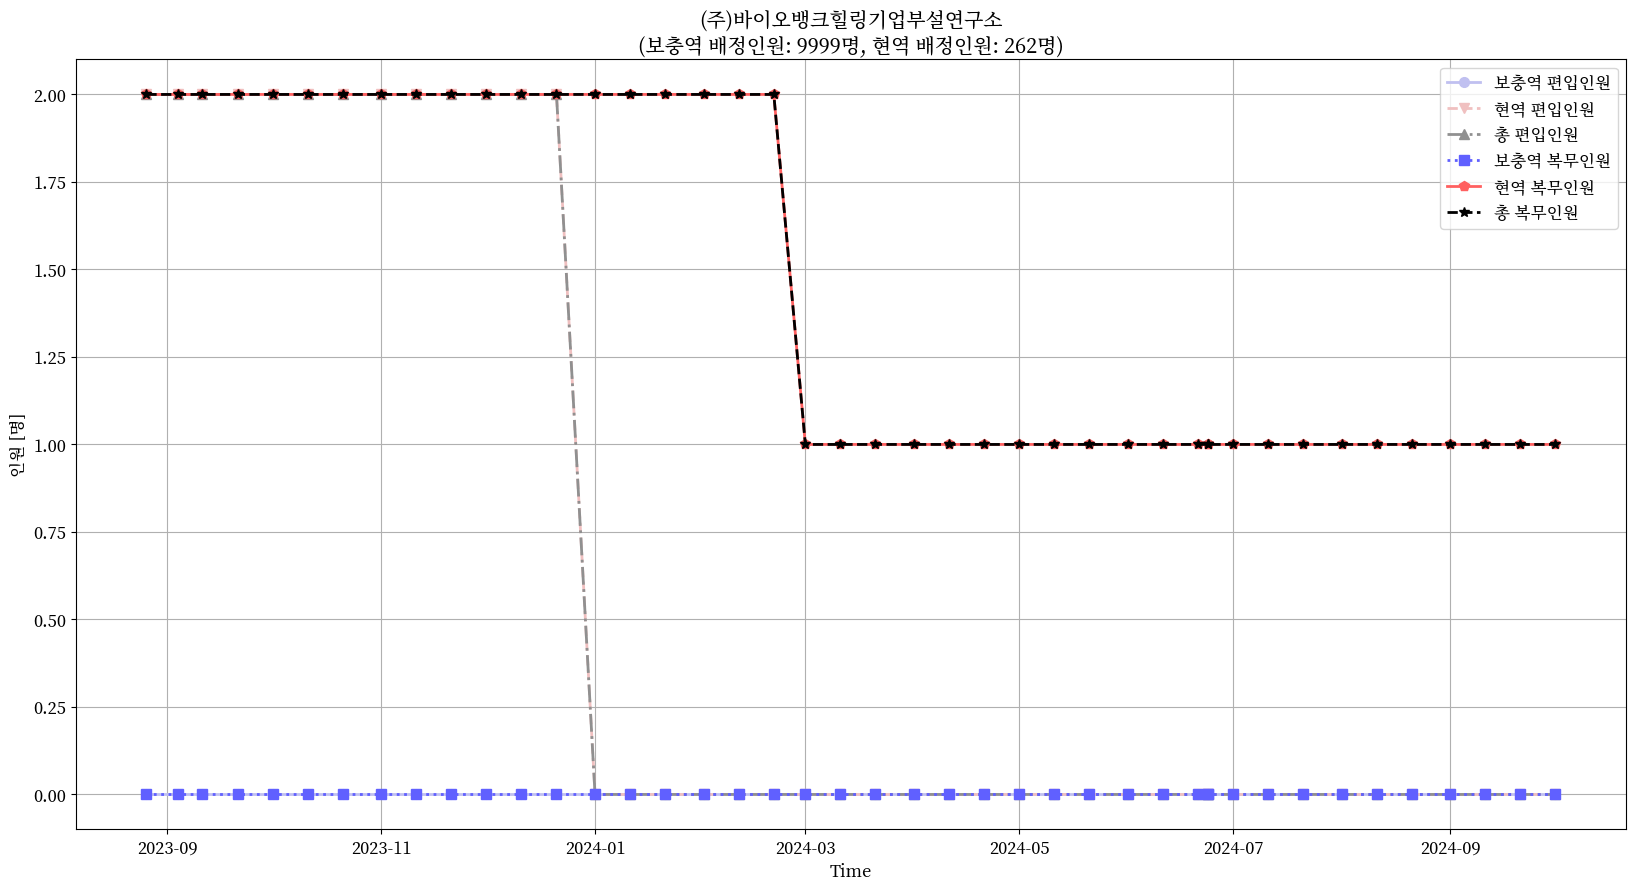 (주)바이오뱅크힐링기업부설연구소
(보충역 배정인원: 9999명, 현역 배정인원: 262명)
보충역 편입인원
현역 편입인원
총 편입인원
보충역 복무인원
현역 복무인원
총 복무인원
인원 [명]
2.00
1.75
1.50
1.25
1.00
0.75
0.50
0.25
0.00
2023-09
2023-11
2024-01
2024-03
2024-05
2024-07
2024-09
Time